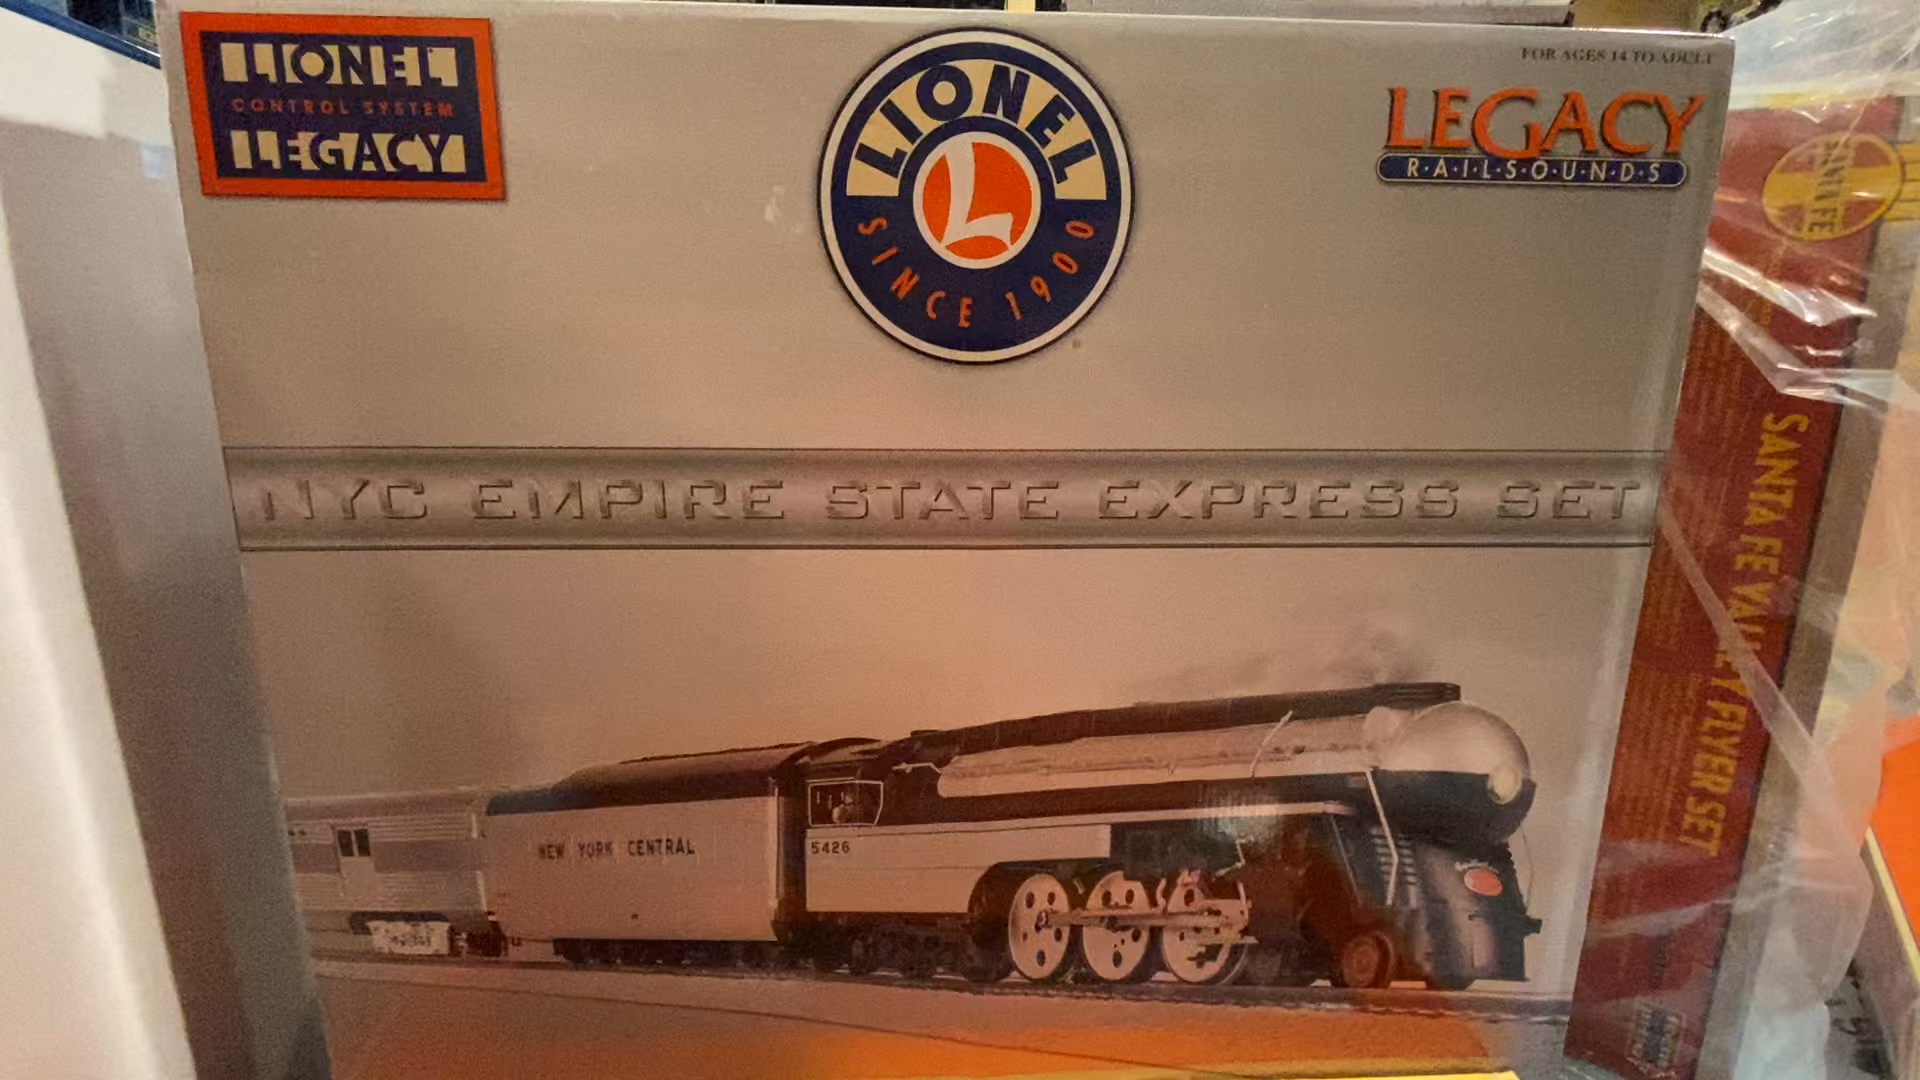 LIONEL
CONTROL SYSTEM
LEGACY
LIONEL
L
SINCE 1900
FOR AGES 14 TO ADULT
LEGACY
R·A·I·L·S·O·U·N·D·S
NYC EMPIRE STATE EXPRESS SET
NEW YORK CENTRAL
5426
SANTA FE
SANTA FE VALLEY FLYER SET